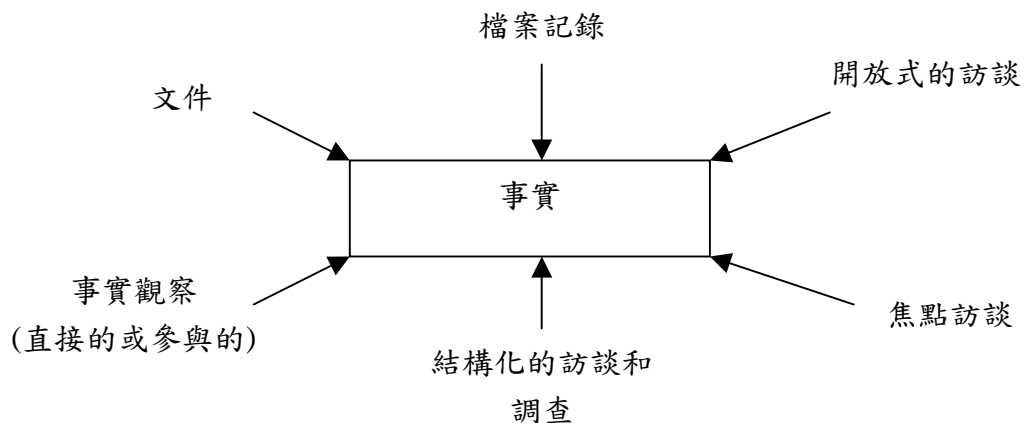 檔案記錄
開放式的訪談
文件
事實
事實觀察
(直接的或參與的)
焦點訪談
結構化的訪談和
調查